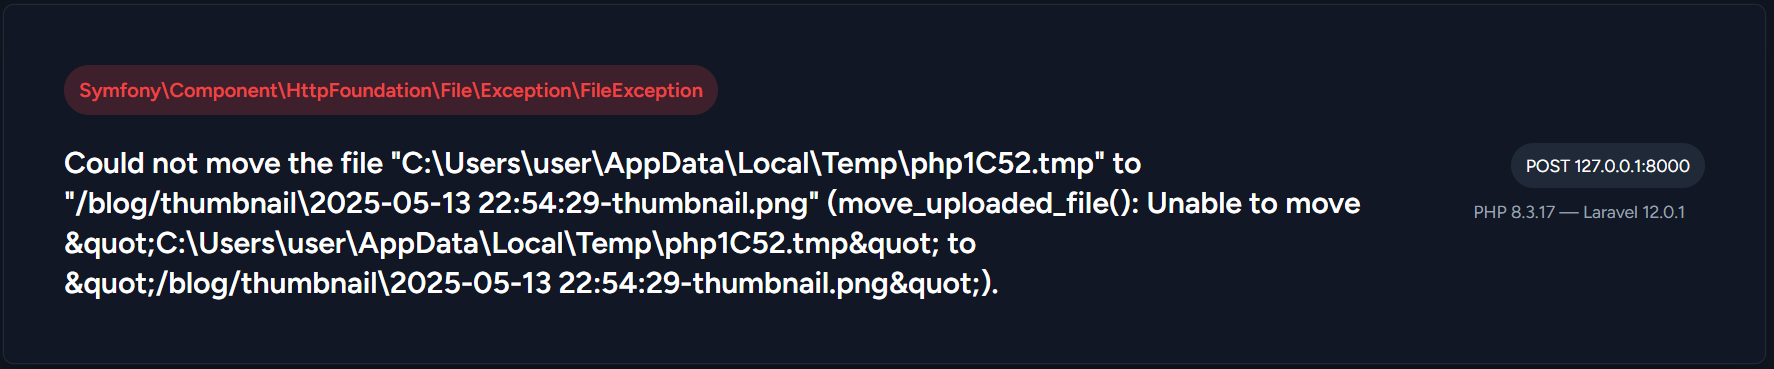 Symfony\Component\HttpFoundation\File\Exception\FileException
Could not move the file "C:\Users\user\AppData\Local\Temp\php1C52.tmp" to
"/blog/thumbnail\2025-05-13 22:54:29-thumbnail.png" (move_uploaded_file(): Unable to move
&quot;C:\Users\user\AppData\Local\Temp\php1C52.tmp&quot; to
&quot;/blog/thumbnail\2025-05-13 22:54:29-thumbnail.png&quot;).
POST 127.0.0.1:8000
PHP 8.3.17 — Laravel 12.0.1